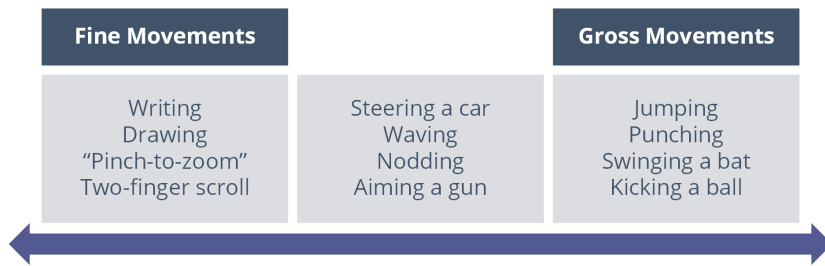 Fine Movements
Gross Movements
Writing
Drawing
“Pinch-to-zoom”
Two-finger scroll
Steering a car
Waving
Nodding
Aiming a gun
Jumping
Punching
Swinging a bat
Kicking a ball